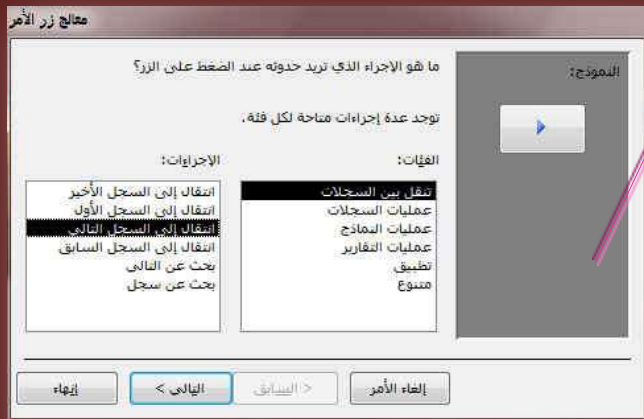 معالج زر الأمر
النموذج:
ما هو الإجراء الذي تريد حدوثه عند الضغط على الزر؟
توجد عدة إجراءات متاحة لكل فئة.
الفئات:
تنقل بين السجلات
عمليات السجلات
عمليات النماذج
عمليات التقارير
تطبيق
متنوع
الإجراءات:
انتقال إلى السجل الأخير
انتقال إلى السجل الأول
انتقال إلى السجل التالي
انتقال إلى السجل السابق
بحث عن التالي
بحث عن سجل
إلغاء الأمر
< السابق
التالي >
إنهاء